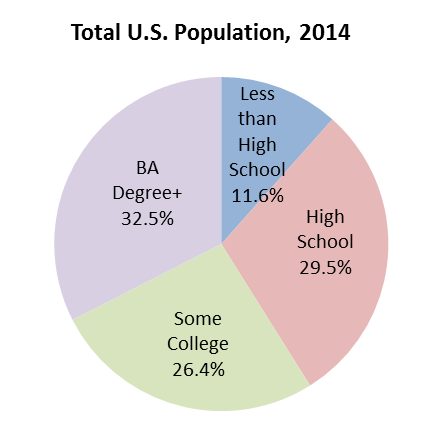 Total U.S. Population, 2014
Less
than
High
School
11.6%
BA
Degree+
32.5%
High
School
29.5%
Some
College
26.4%